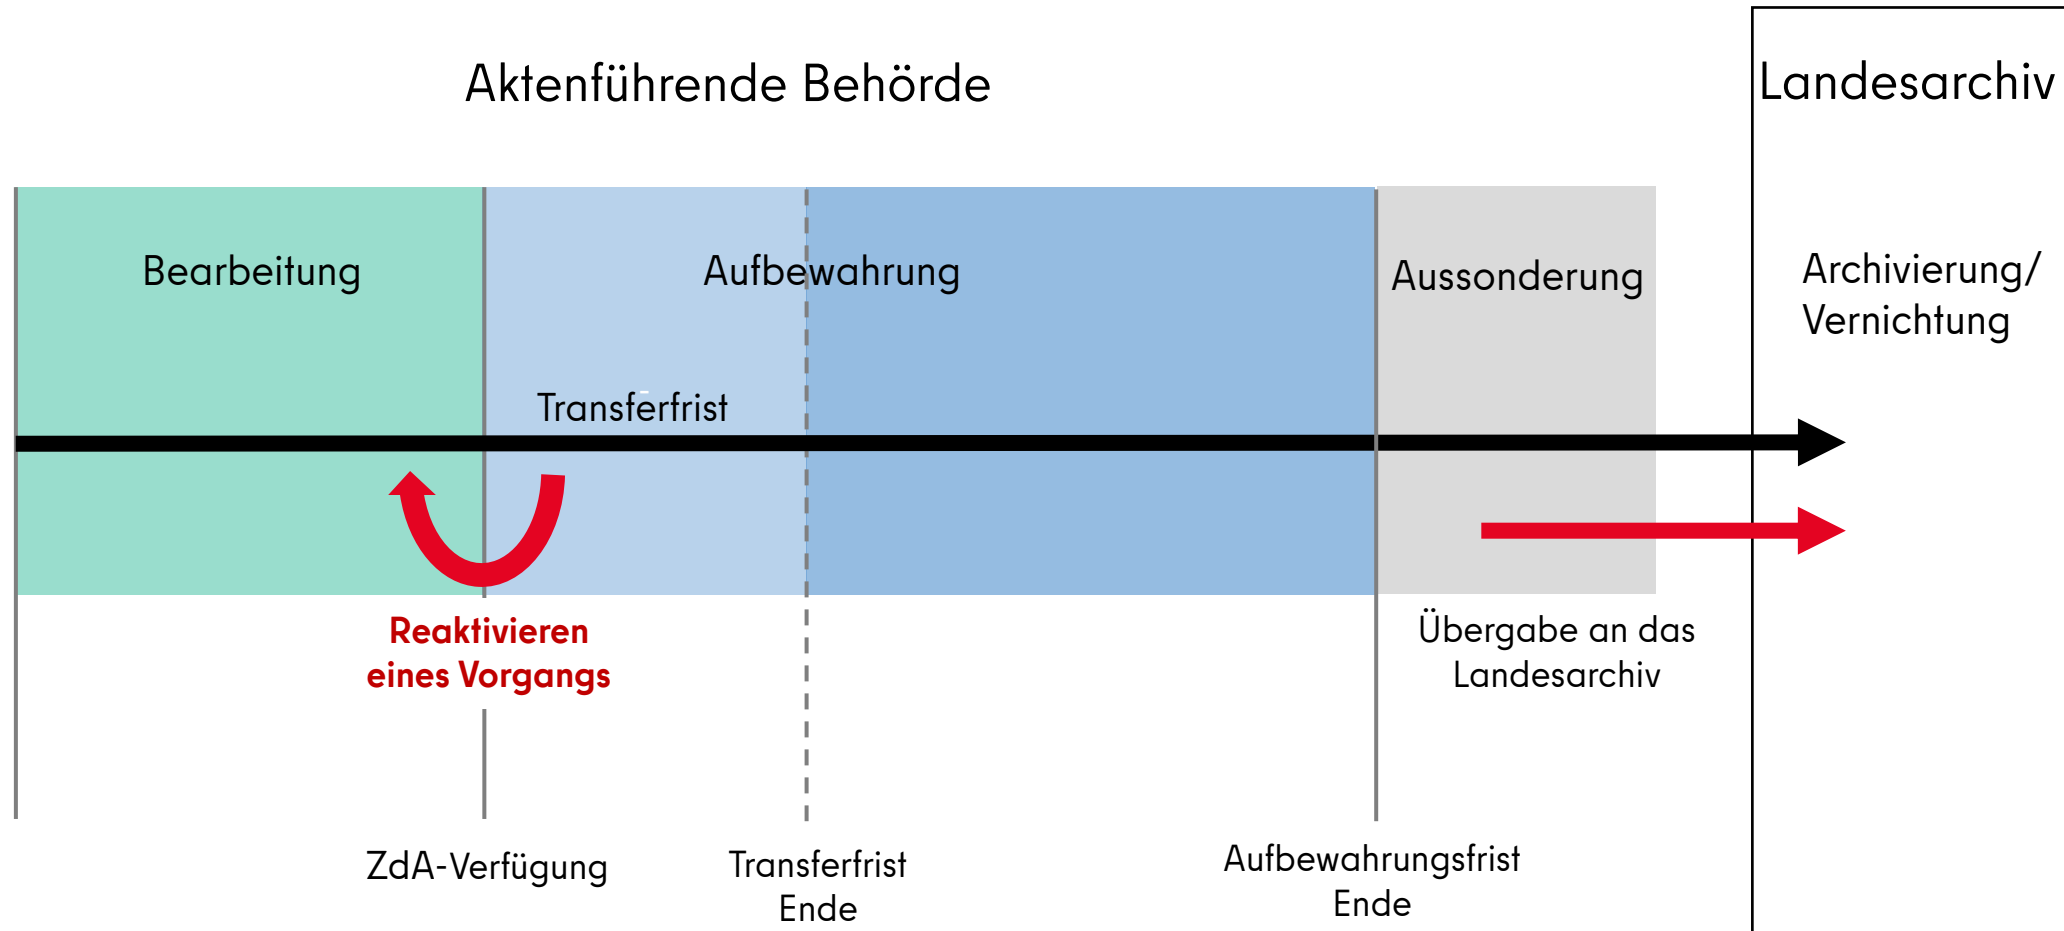 Aktenführende Behörde
Landesarchiv
Bearbeitung
Aufbewahrung
Aussonderung
Archivierung/
Vernichtung
Transferfrist
Reaktivieren
eines Vorgangs
Übergabe an das
Landesarchiv
ZdA-Verfügung
Transferfrist
Ende
Aufbewahrungsfrist
Ende